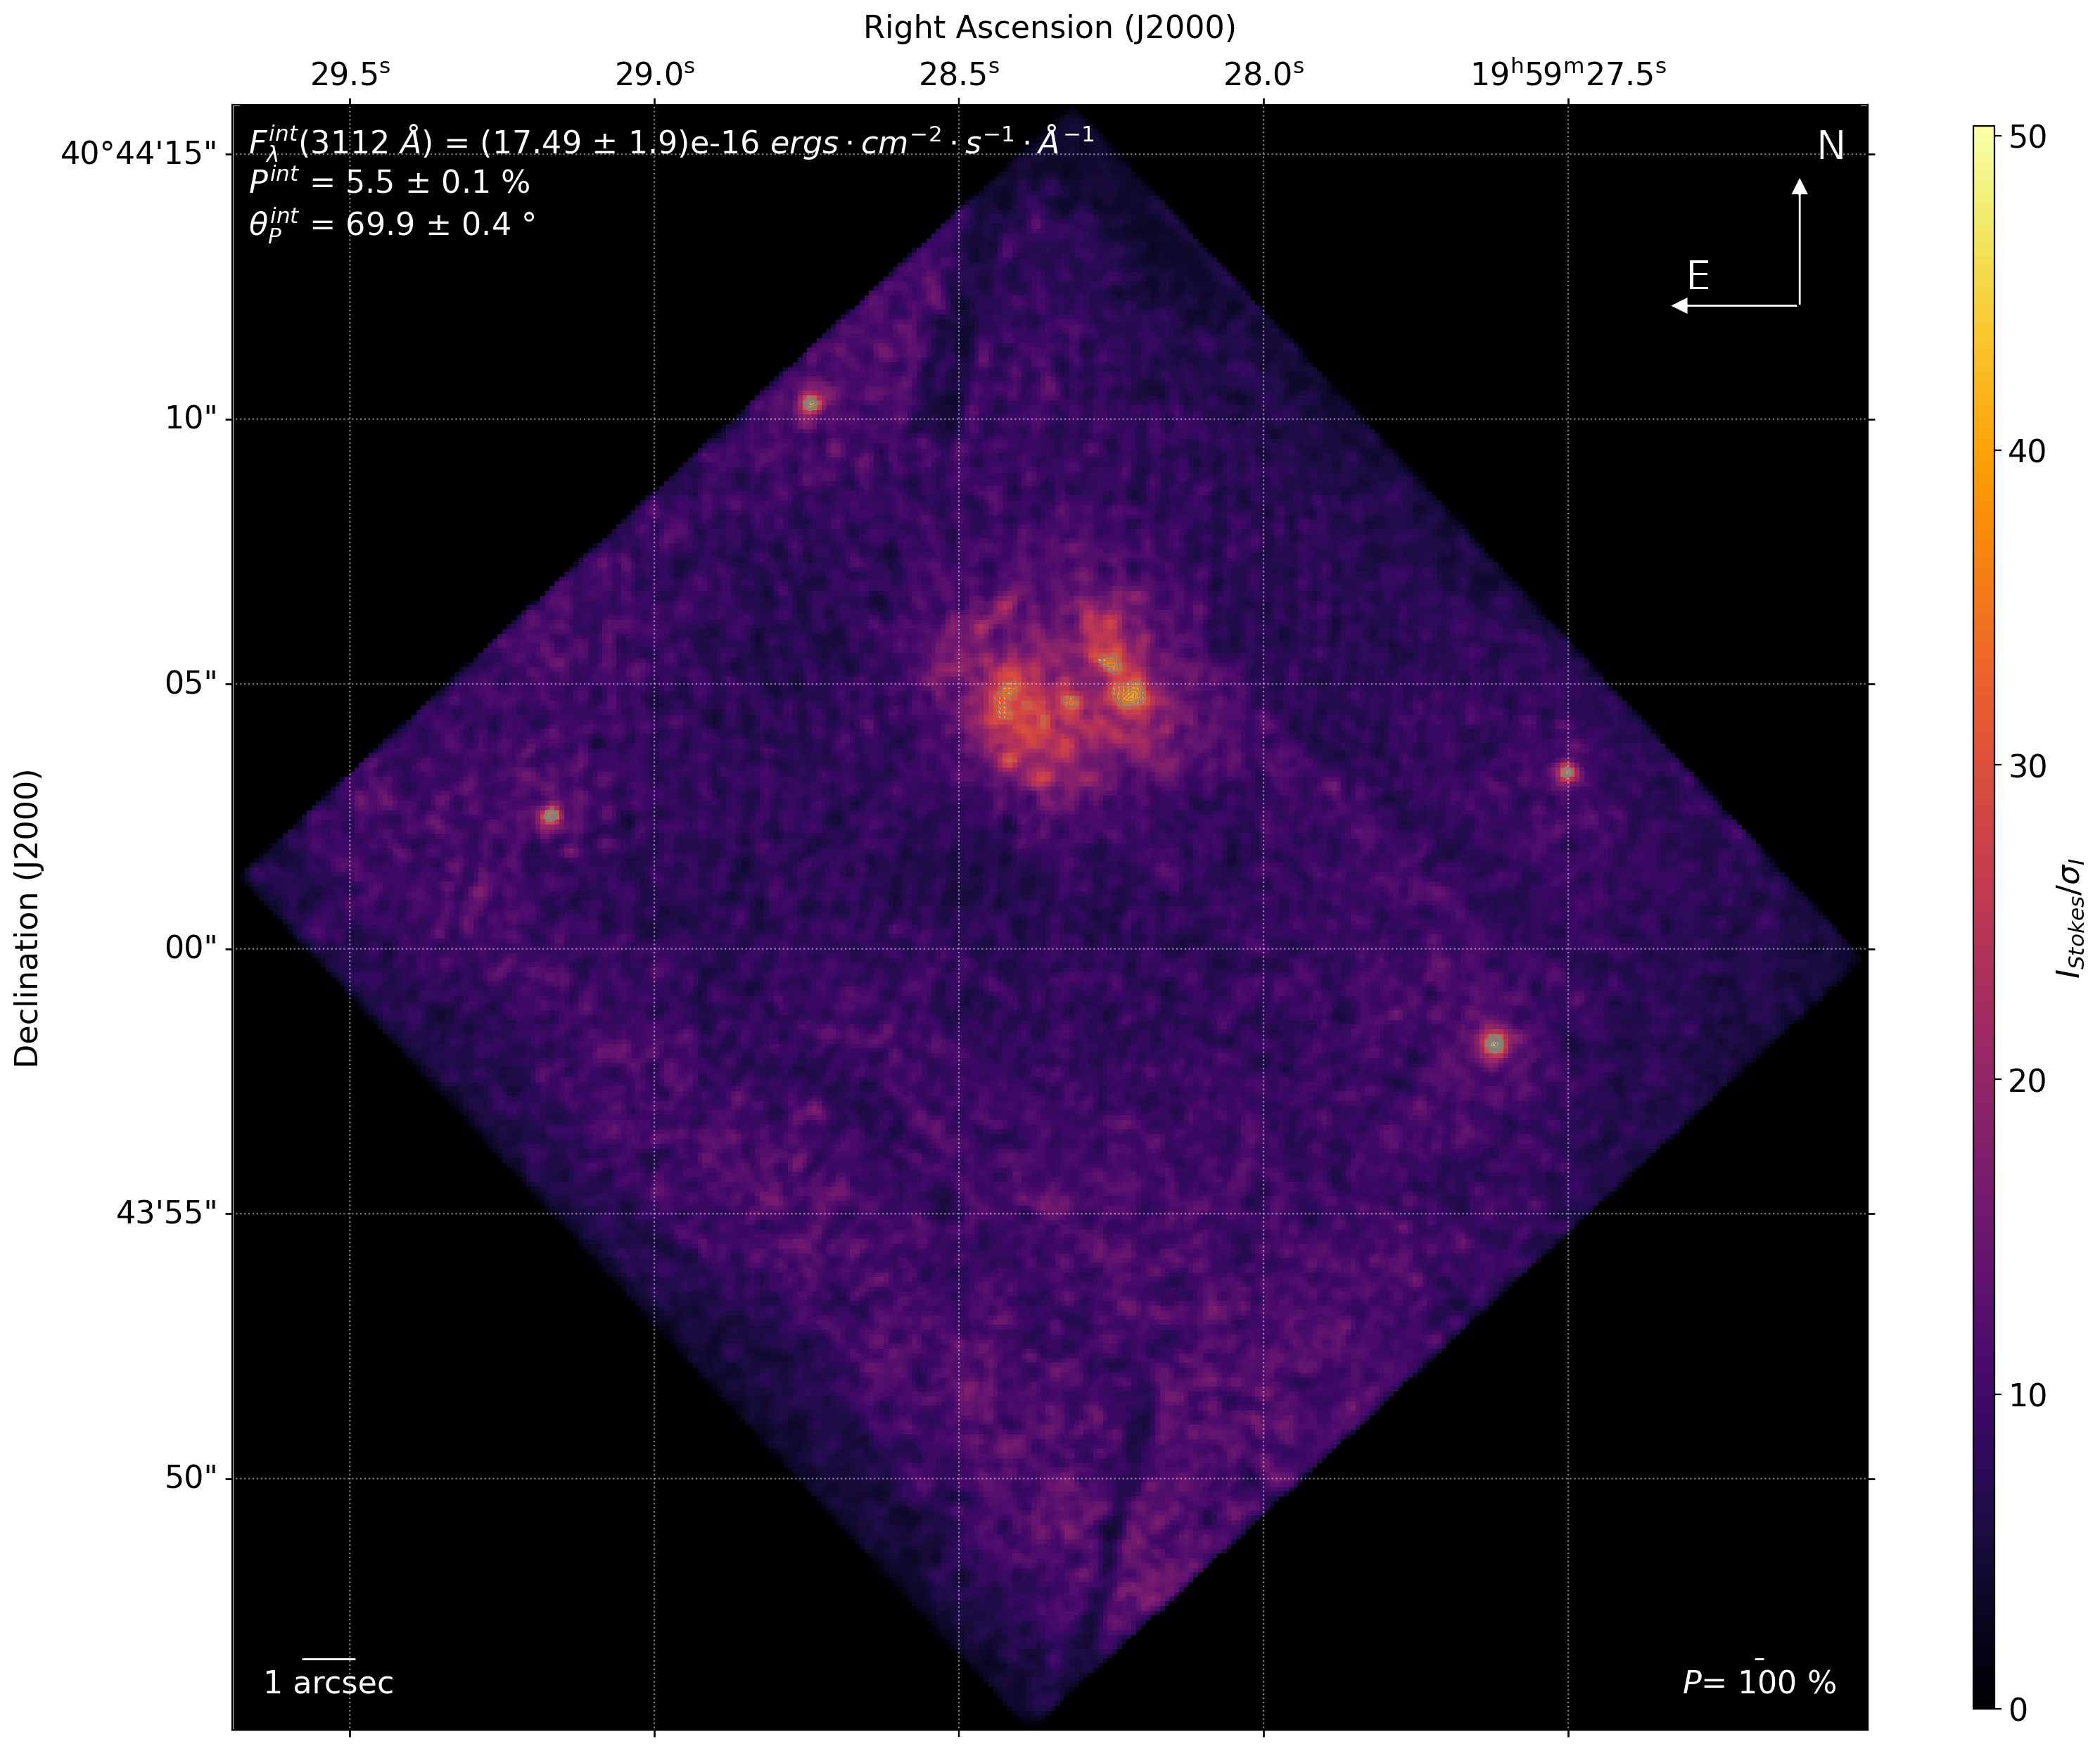 Right Ascension (J2000)
29.5ˢ 29.0ˢ 28.5ˢ 28.0ˢ 19ʰ59ᵐ27.5ˢ
F_λ^int(3112 Å) = (17.49 ± 1.9)e-16 ergs · cm⁻² · s⁻¹ · Å⁻¹
P^int = 5.5 ± 0.1 %
θ_P^int = 69.9 ± 0.4 °
N
E
40°44'15"
10"
05"
00"
43'55"
50"
Declination (J2000)
1 arcsec
P= 100 %
50
40
30
20
10
0
I_Stokes/σ_I